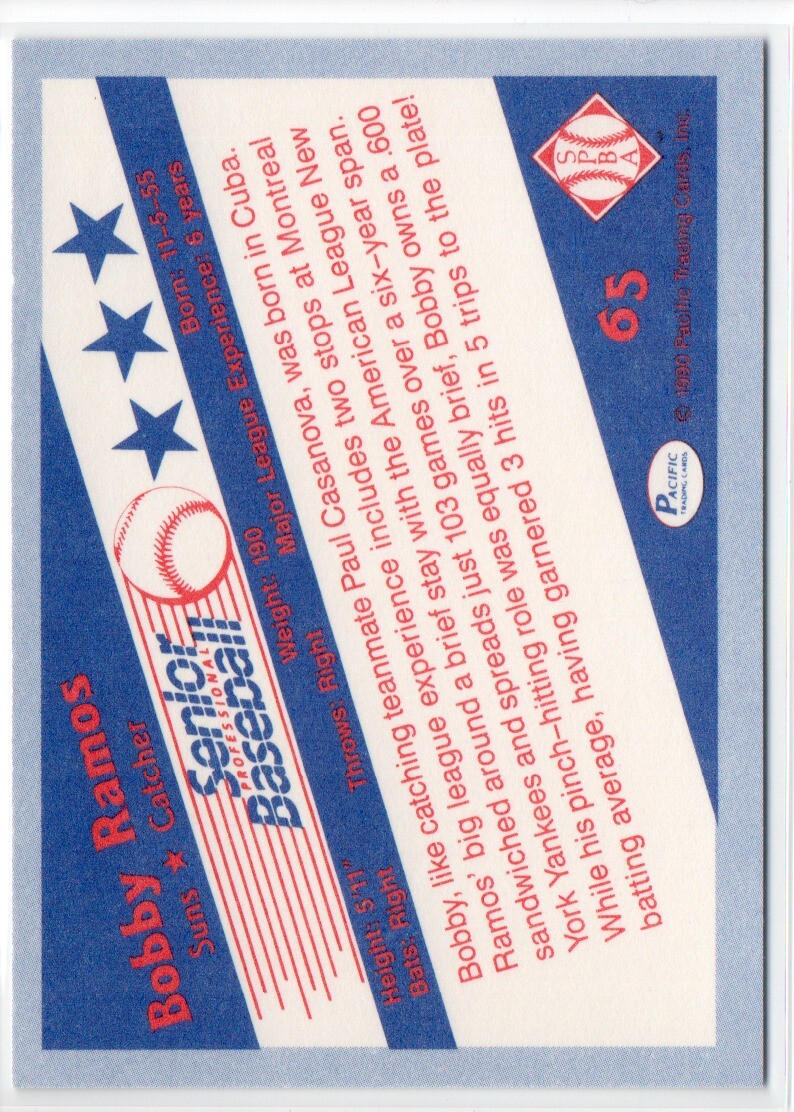 Bobby Ramos
Suns ★ Catcher
Senior
PROFESSIONAL
Baseball
Height: 5'11" Weight: 190 Born: 11-5-55
Bats: Right Throws: Right Major League Experience: 6 years
Bobby, like catching teammate Paul Casanova, was born in Cuba.
Ramos' big league experience includes two stops at Montreal
sandwiched around a brief stay with the American League New
York Yankees and spreads just 103 games over a six-year span.
While his pinch-hitting role was equally brief, Bobby owns a .600
batting average, having garnered 3 hits in 5 trips to the plate!
PACIFIC
TRADING CARDS
65
SPBA
© 1990 Pacific Trading Cards, Inc.